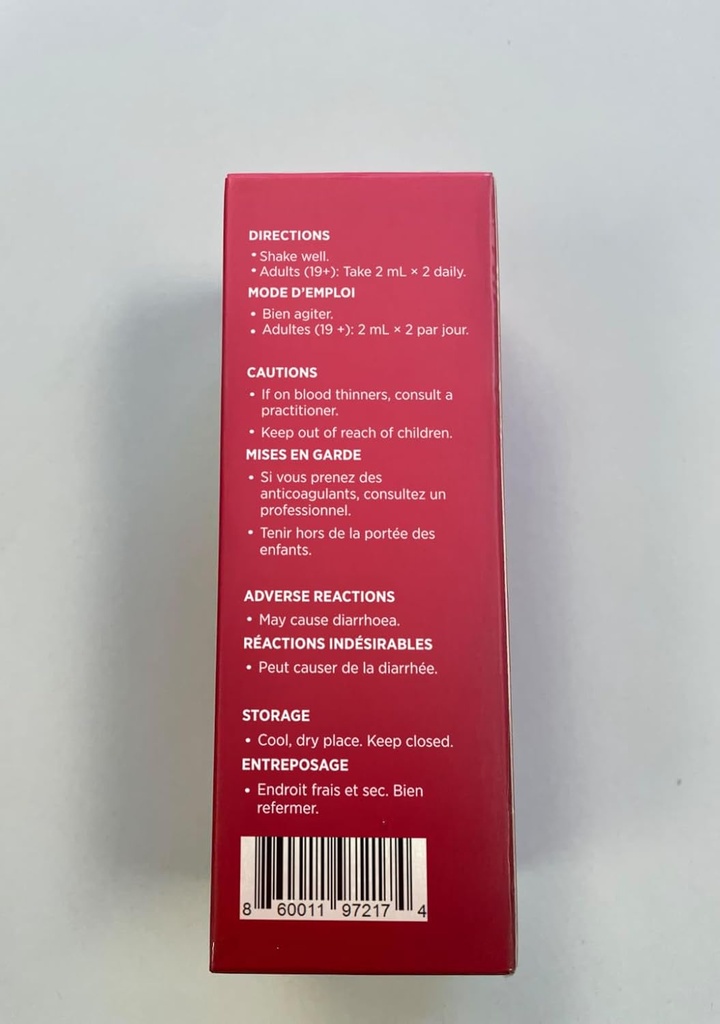 DIRECTIONS
• Shake well.
• Adults (19+): Take 2 mL × 2 daily.
MODE D'EMPLOI
• Bien agiter.
• Adultes (19 +): 2 mL × 2 par jour.
CAUTIONS
• If on blood thinners, consult a
practitioner.
• Keep out of reach of children.
MISES EN GARDE
• Si vous prenez des
anticoagulants, consultez un
professionnel.
• Tenir hors de la portée des
enfants.
ADVERSE REACTIONS
• May cause diarrhoea.
RÉACTIONS INDÉSIRABLES
• Peut causer de la diarrhée.
STORAGE
• Cool, dry place. Keep closed.
ENTREPOSAGE
• Endroit frais et sec. Bien
refermer.
8 60011 97217 4